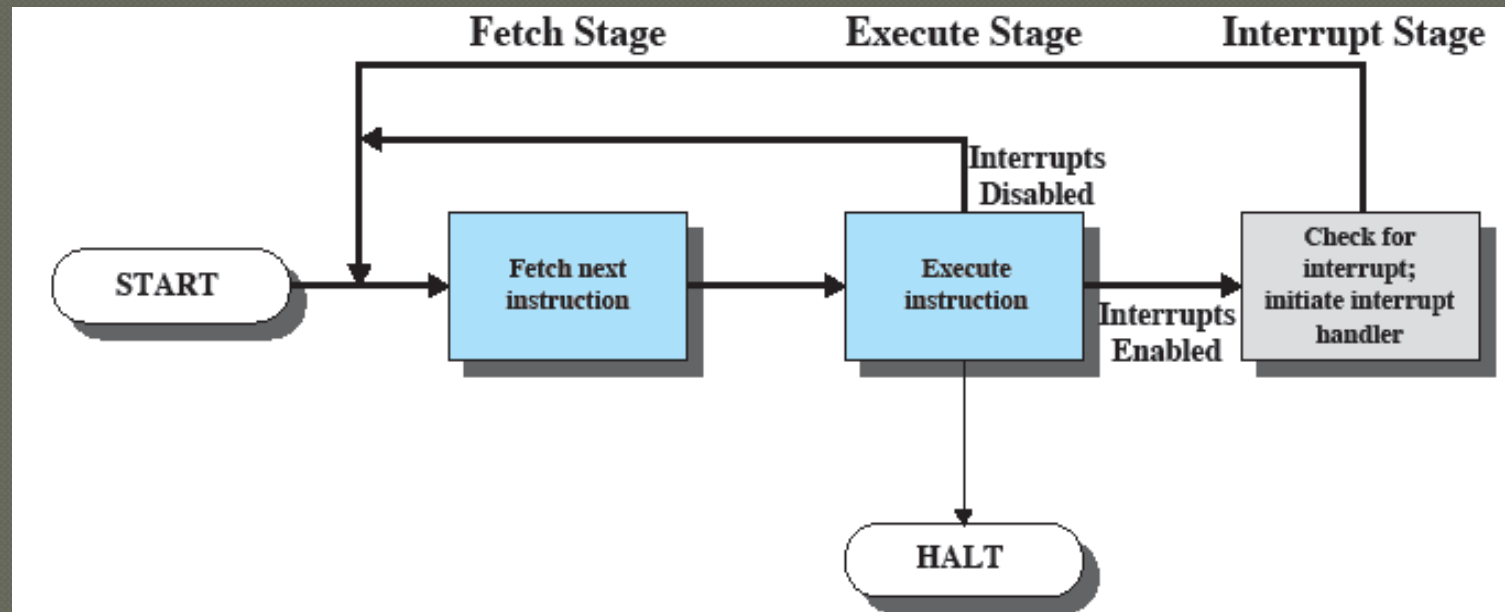 Fetch Stage
Execute Stage
Interrupt Stage
Interrupts
Disabled
START
Fetch next
instruction
Execute
instruction
Interrupts
Enabled
Check for
interrupt;
initiate interrupt
handler
HALT